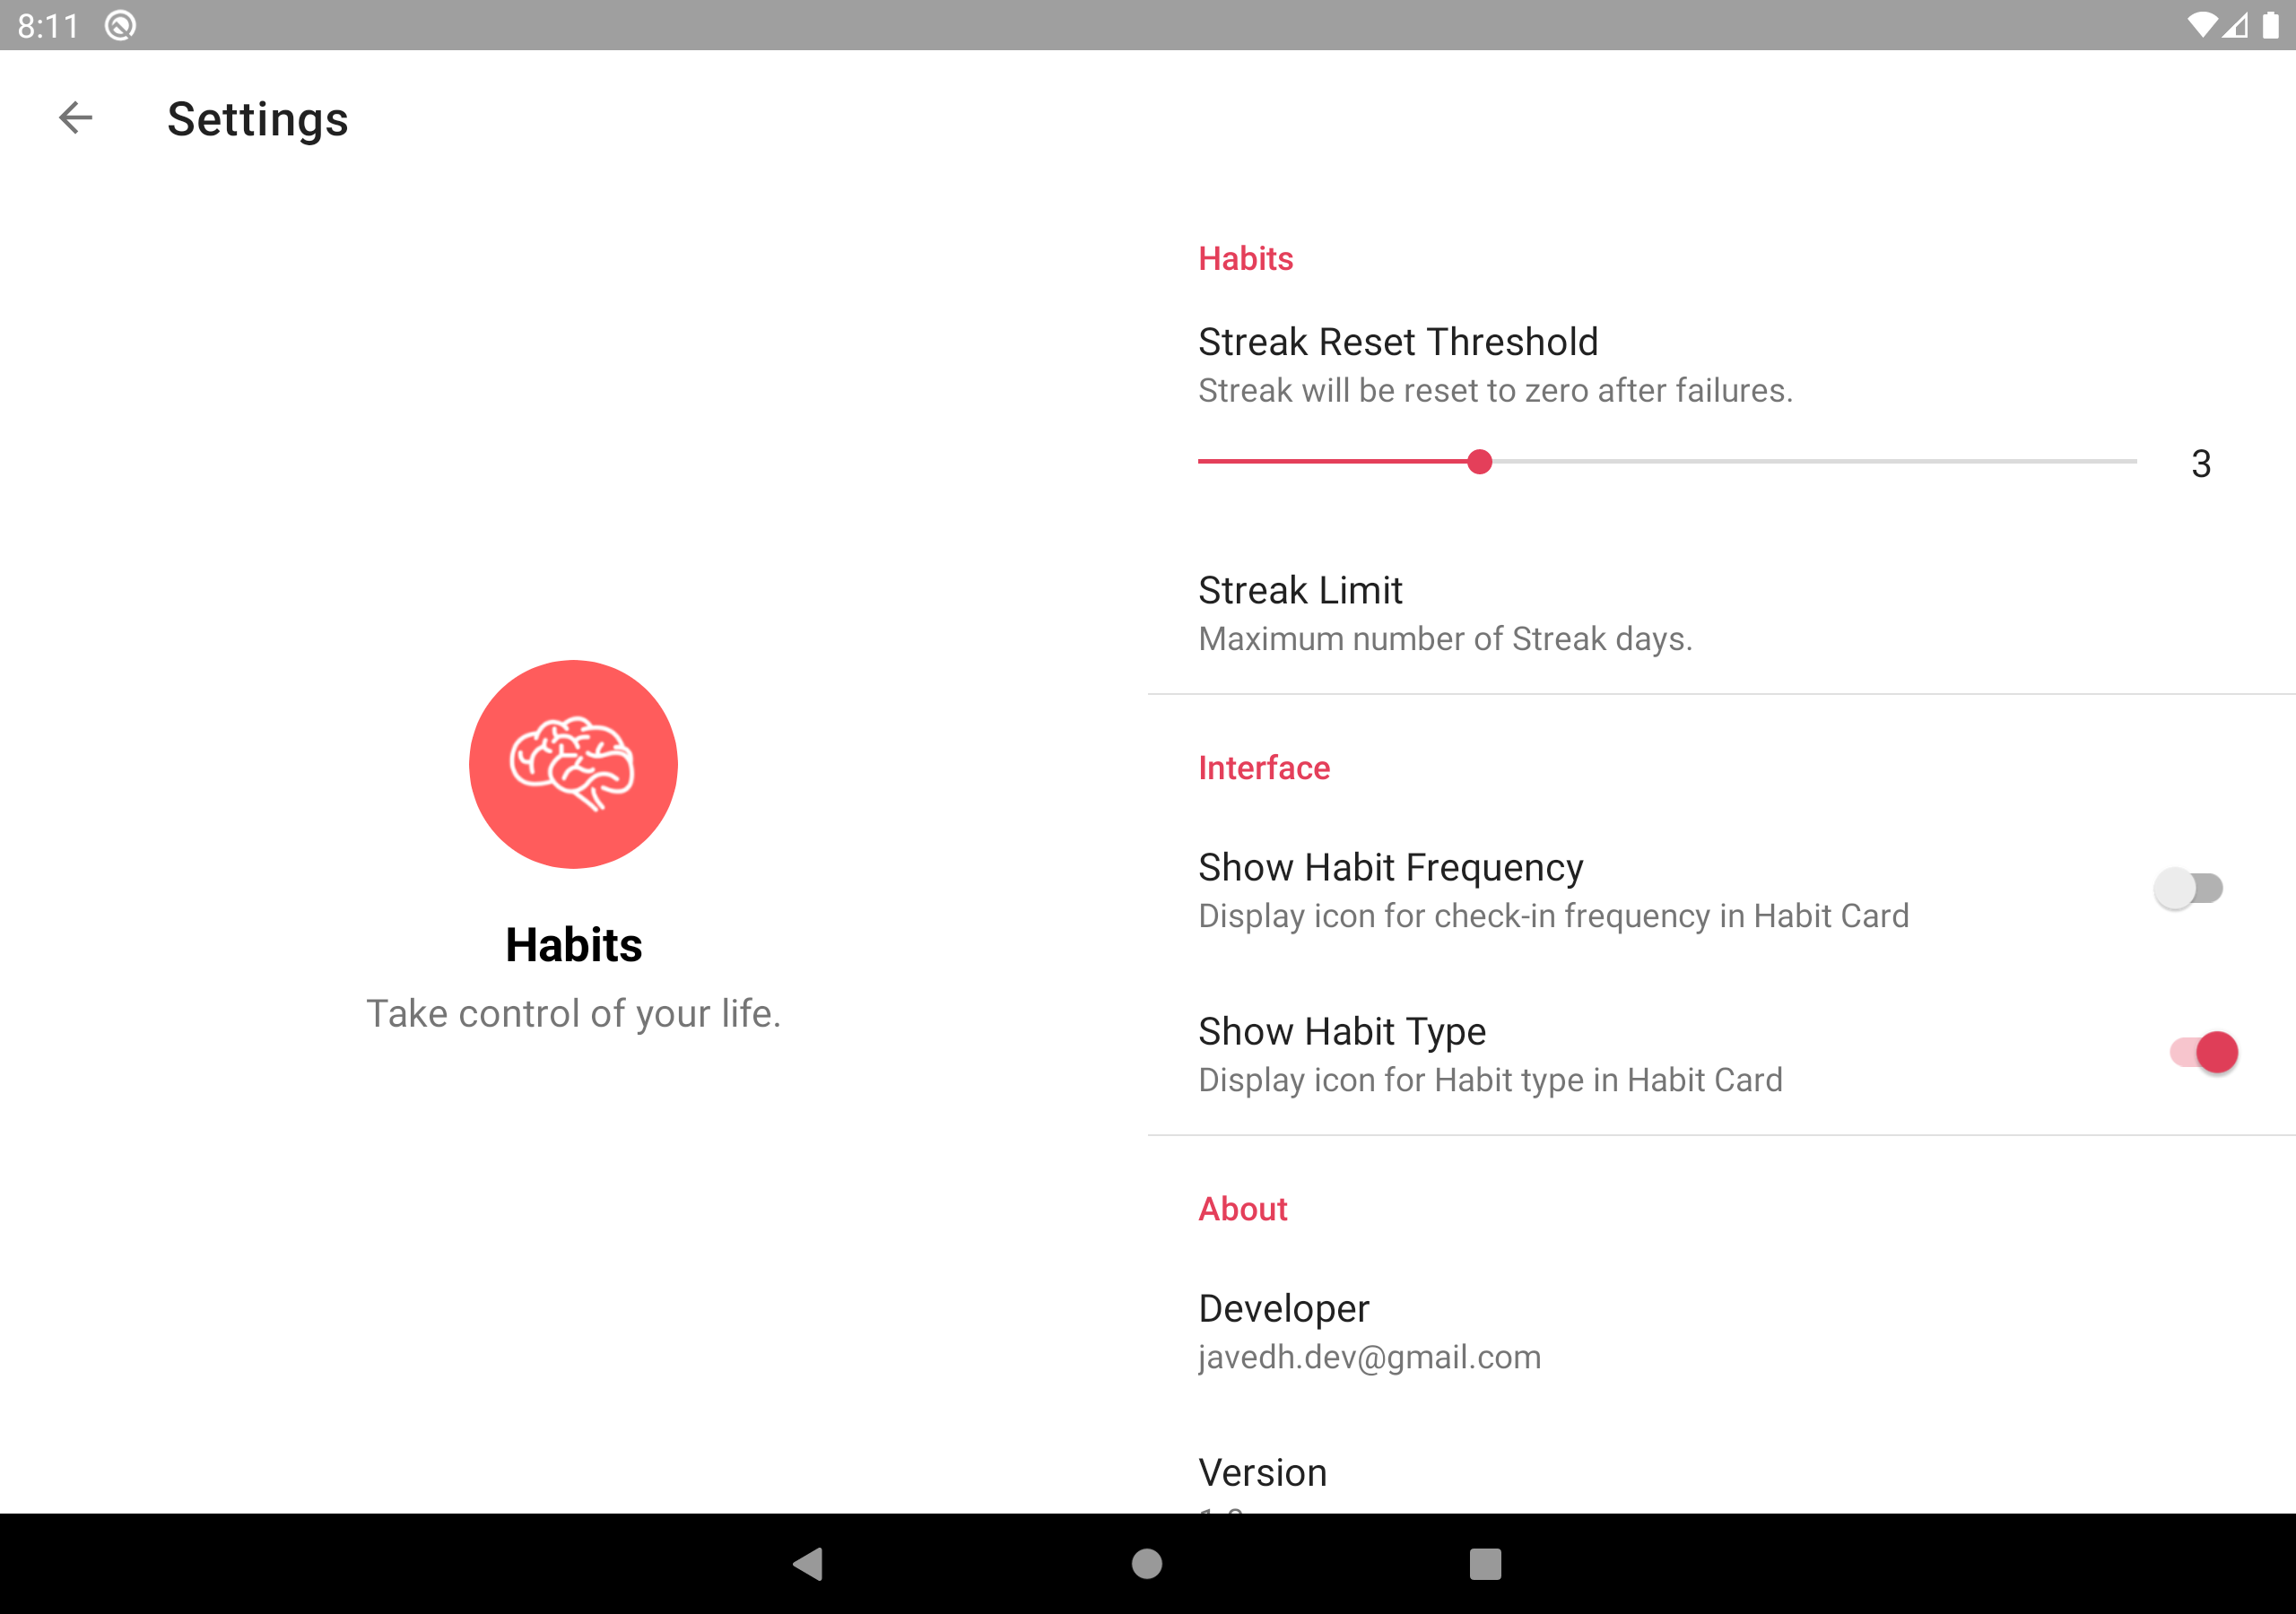 8:11
Settings
Habits
Streak Reset Threshold
Streak will be reset to zero after failures.
3
Streak Limit
Maximum number of Streak days.
Interface
Show Habit Frequency
Display icon for check-in frequency in Habit Card
Show Habit Type
Display icon for Habit type in Habit Card
About
Developer
javedh.dev@gmail.com
Version
Habits
Take control of your life.